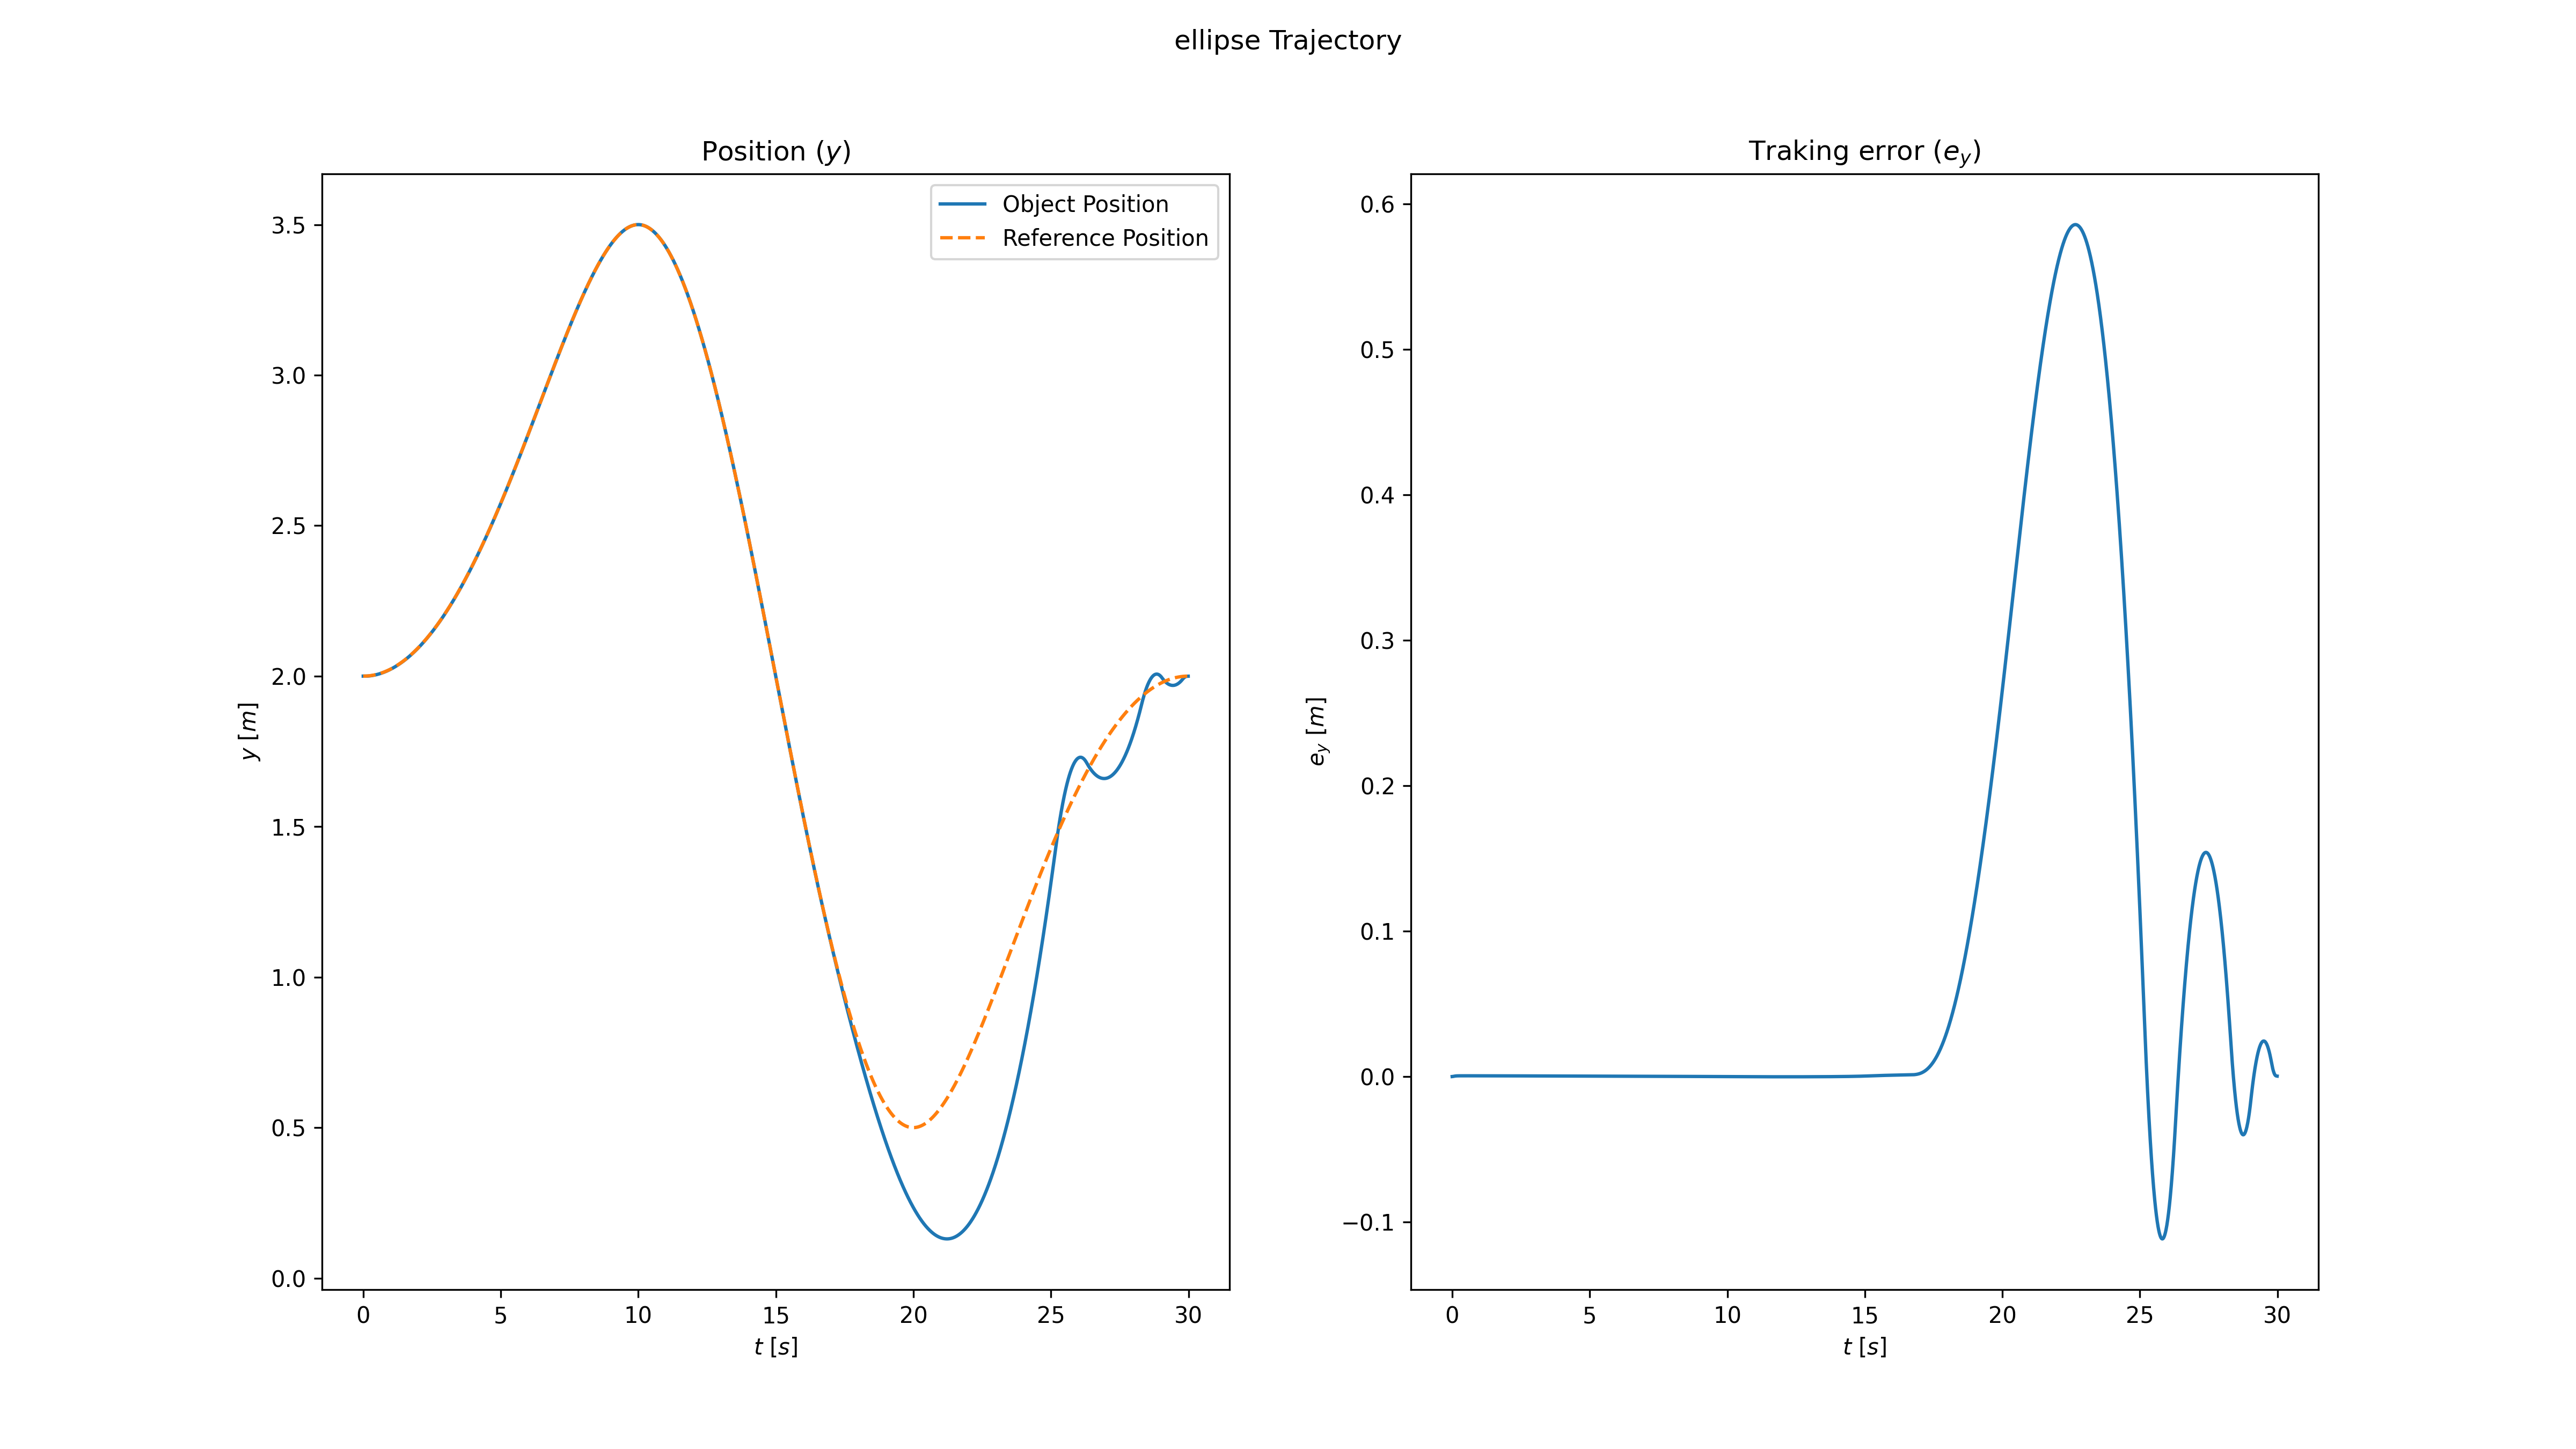 ellipse Trajectory
Position (y)
Object Position
Reference Position
3.5
3.0
2.5
2.0
1.5
1.0
0.5
0.0
y [m]
0 5 10 15 20 25 30
t [s]
Traking error (e_y)
0.6
0.5
0.4
0.3
0.2
0.1
0.0
−0.1
e_y [m]
0 5 10 15 20 25 30
t [s]